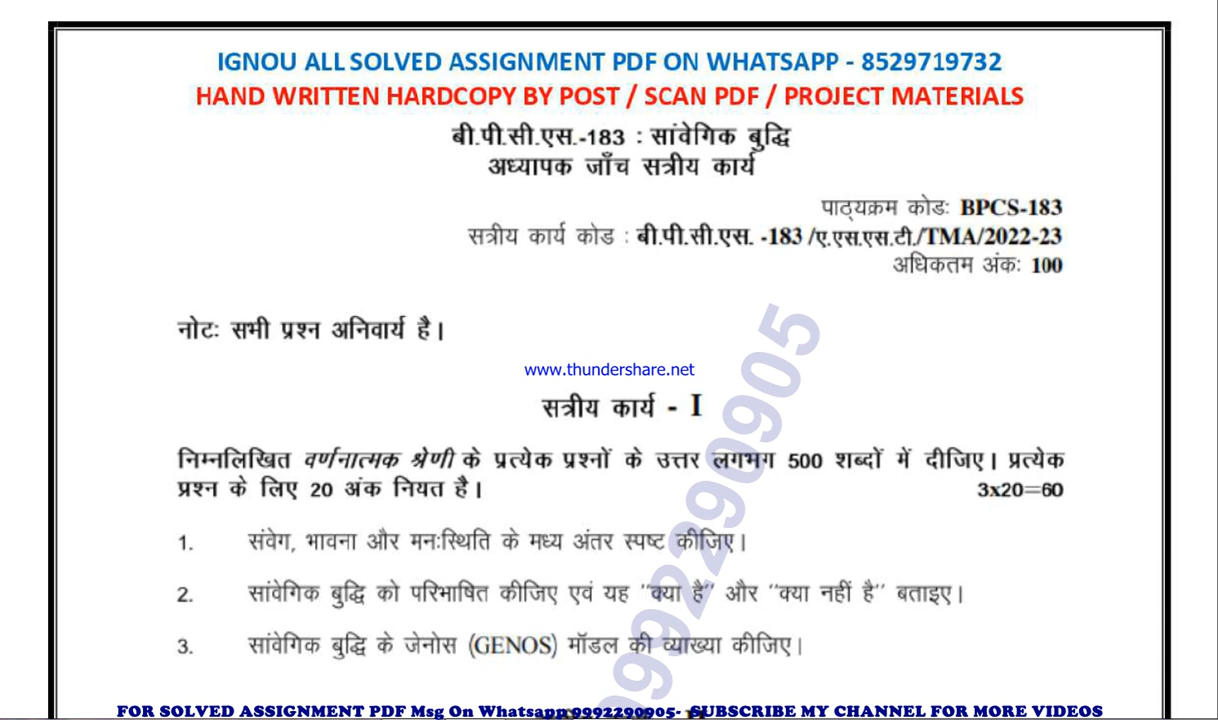 IGNOU ALL SOLVED ASSIGNMENT PDF ON WHATSAPP - 8529719732
HAND WRITTEN HARDCOPY BY POST / SCAN PDF / PROJECT MATERIALS
बी.पी.सी.एस.-183 : सांवेगिक बुद्धि
अध्यापक जाँच सत्रीय कार्य
पाठ्यक्रम कोडः BPCS-183
सत्रीय कार्य कोड : बी.पी.सी.एस. -183 /ए.एस.एस.टी./TMA/2022-23
अधिकतम अंकः 100
नोटः सभी प्रश्न अनिवार्य है।
www.thundershare.net
सत्रीय कार्य - I
निम्नलिखित वर्णनात्मक श्रेणी के प्रत्येक प्रश्नों के उत्तर लगभग 500 शब्दों में दीजिए। प्रत्येक
प्रश्न के लिए 20 अंक नियत है। 3x20=60
1. संवेग, भावना और मनःस्थिति के मध्य अंतर स्पष्ट कीजिए।
2. सांवेगिक बुद्धि को परिभाषित कीजिए एवं यह ''क्या है'' और ''क्या नहीं है'' बताइए।
3. सांवेगिक बुद्धि के जेनोस (GENOS) मॉडल की व्याख्या कीजिए।
9992290905
FOR SOLVED ASSIGNMENT PDF Msg On Whatsapp 9992290905- SUBSCRIBE MY CHANNEL FOR MORE VIDEOS